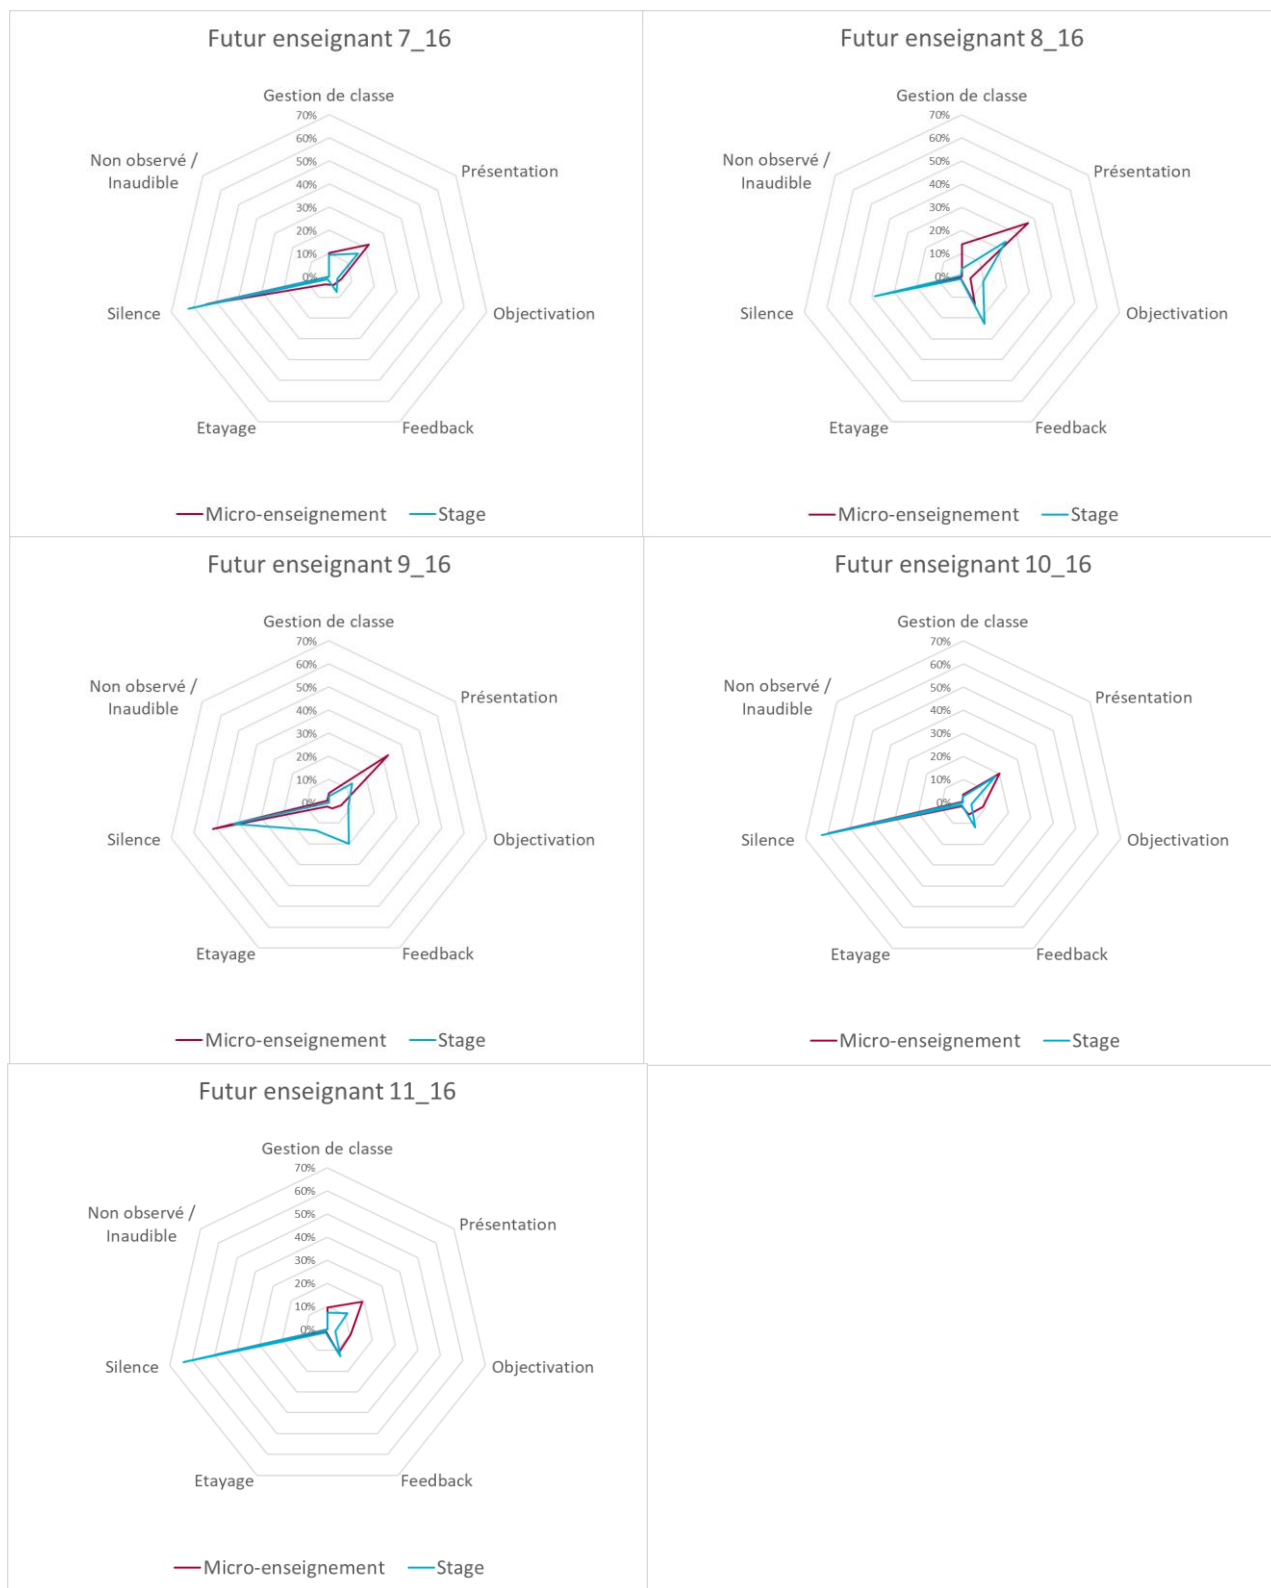 Futur enseignant 7_16
Gestion de classe
70%
60%
50%
40%
30%
20%
10%
0%
Présentation
Objectivation
Feedback
Etayage
Silence
Non observé /
Inaudible
Micro-enseignement Stage
Futur enseignant 8_16
Gestion de classe
70%
60%
50%
40%
30%
20%
10%
0%
Présentation
Objectivation
Feedback
Etayage
Silence
Non observé /
Inaudible
Micro-enseignement Stage
Futur enseignant 9_16
Gestion de classe
70%
60%
50%
40%
30%
20%
10%
0%
Présentation
Objectivation
Feedback
Etayage
Silence
Non observé /
Inaudible
Micro-enseignement Stage
Futur enseignant 10_16
Gestion de classe
70%
60%
50%
40%
30%
20%
10%
0%
Présentation
Objectivation
Feedback
Etayage
Silence
Non observé /
Inaudible
Micro-enseignement Stage
Futur enseignant 11_16
Gestion de classe
70%
60%
50%
40%
30%
20%
10%
0%
Présentation
Objectivation
Feedback
Etayage
Silence
Non observé /
Inaudible
Micro-enseignement Stage